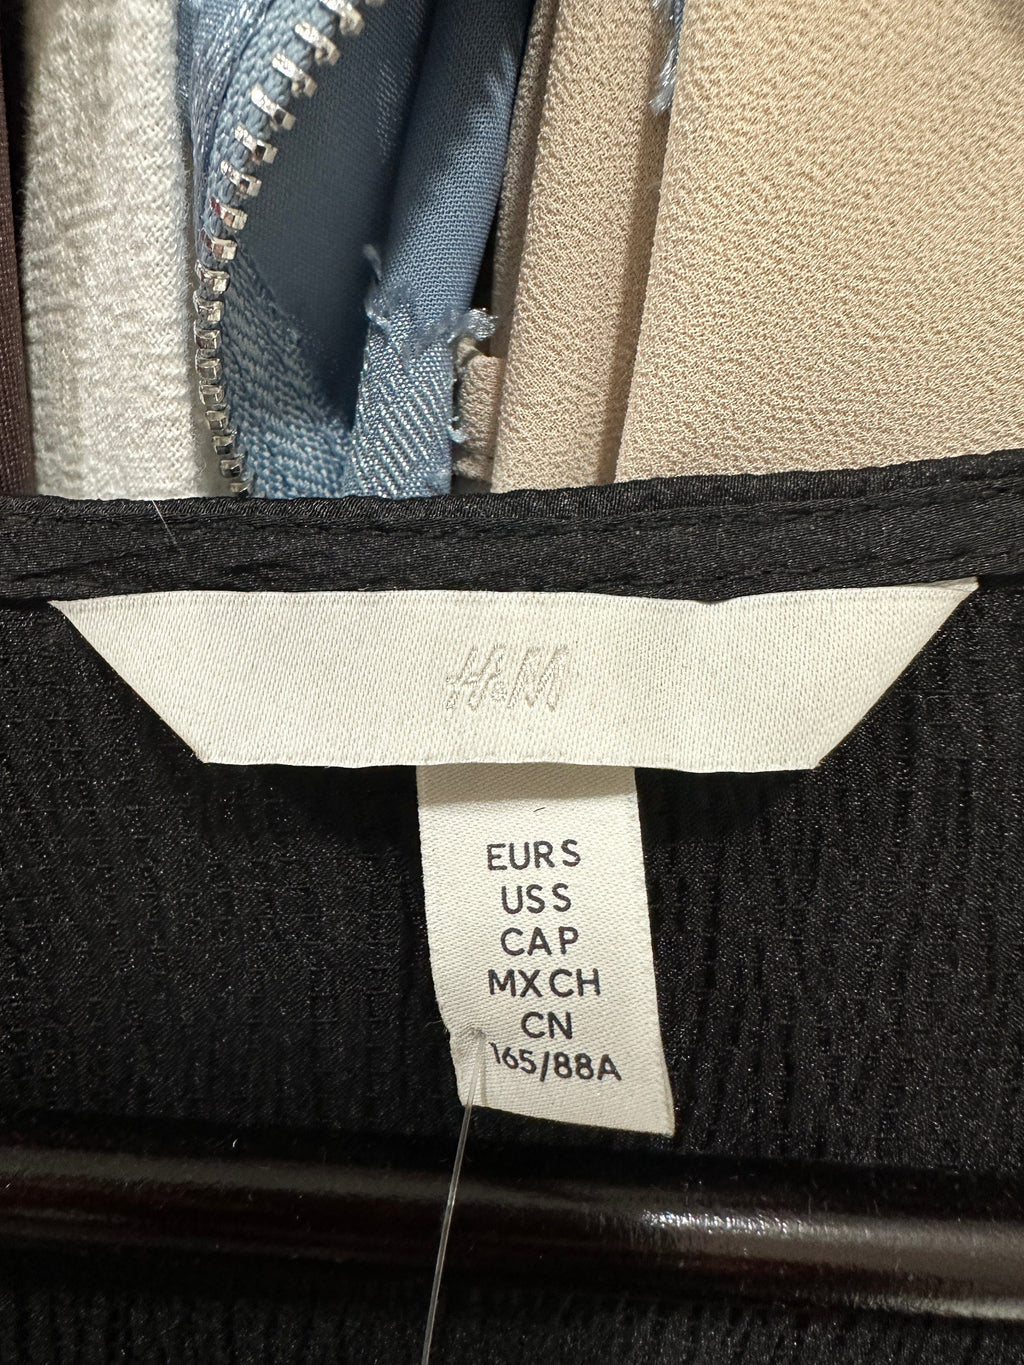 H&M
EUR S
US S
CA P
MX CH
CN
165/88A